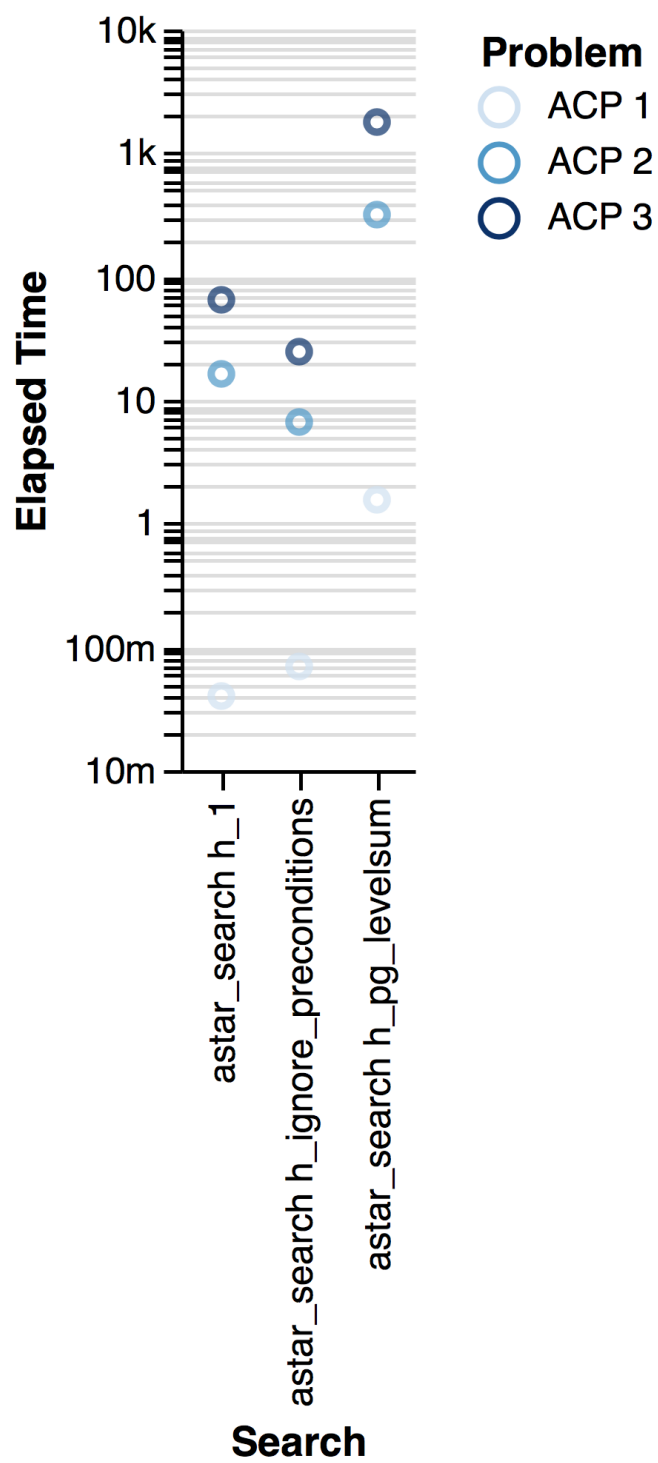 10k
1k
100
10
1
100m
10m
Elapsed Time
astar_search h_1
astar_search h_ignore_preconditions
astar_search h_pg_levelsum
Search
Problem
ACP 1
ACP 2
ACP 3